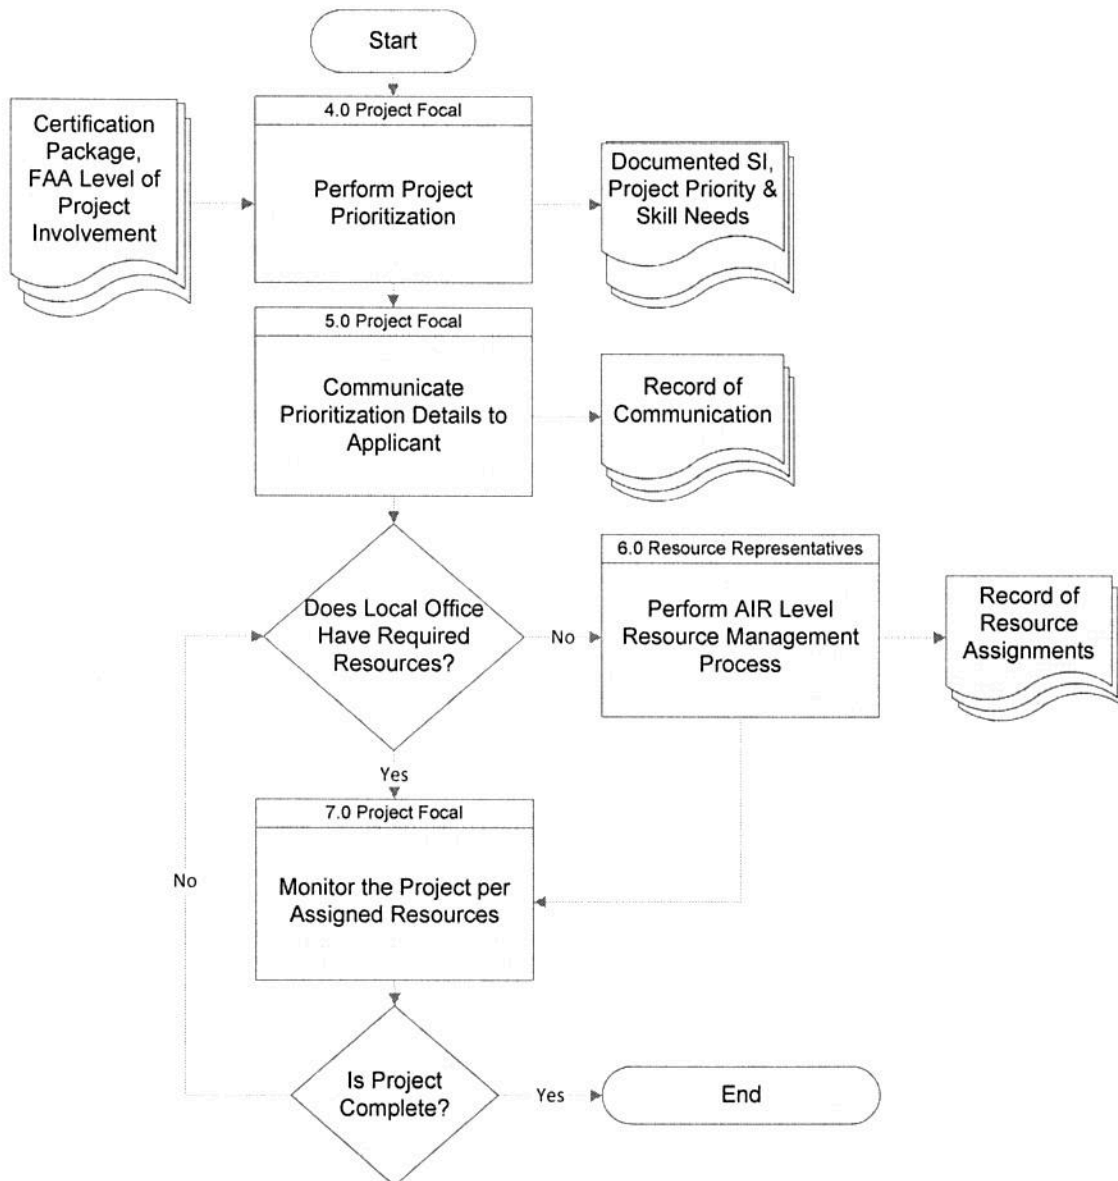 Start
4.0 Project Focal
Certification
Package,
FAA Level of
Project
Involvement
Perform Project
Prioritization
Documented SI,
Project Priority &
Skill Needs
5.0 Project Focal
Communicate
Prioritization Details to
Applicant
Record of
Communication
Does Local Office
Have Required
Resources?
No
6.0 Resource Representatives
Perform AIR Level
Resource Management
Process
Record of
Resource
Assignments
Yes
7.0 Project Focal
Monitor the Project per
Assigned Resources
No
Is Project
Complete?
Yes
End